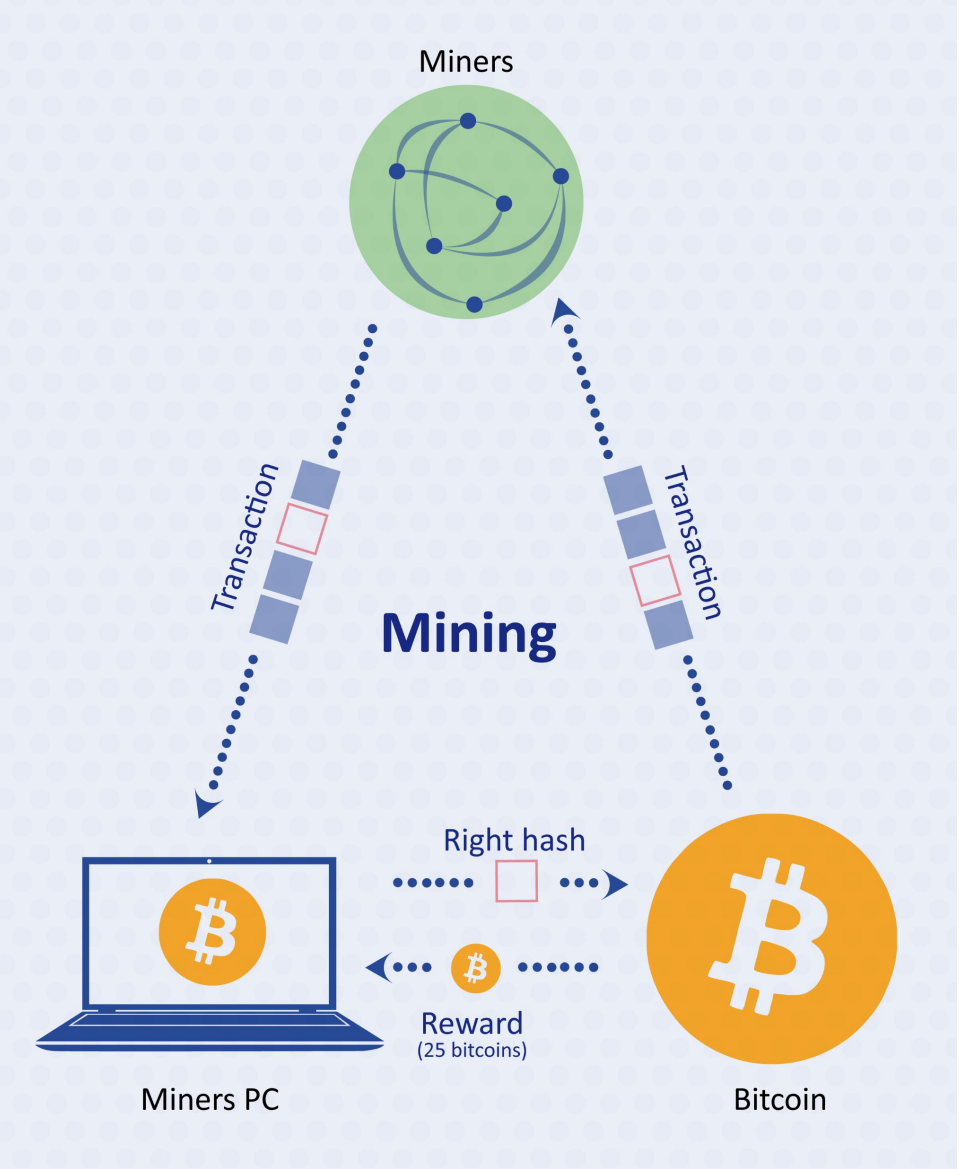 Miners
Transaction
Transaction
Mining
Right hash
Reward
(25 bitcoins)
Miners PC
Bitcoin